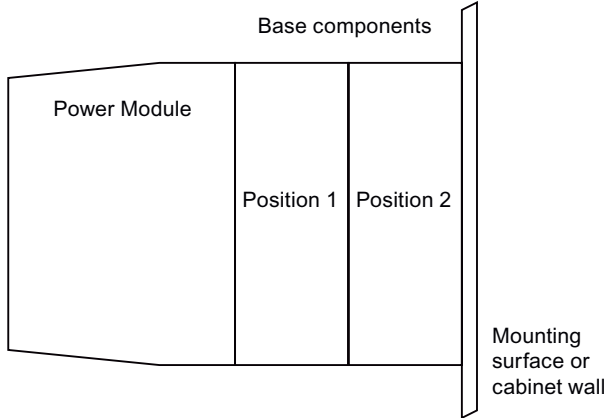 Base components
Power Module
Position 1
Position 2
Mounting
surface or
cabinet wall